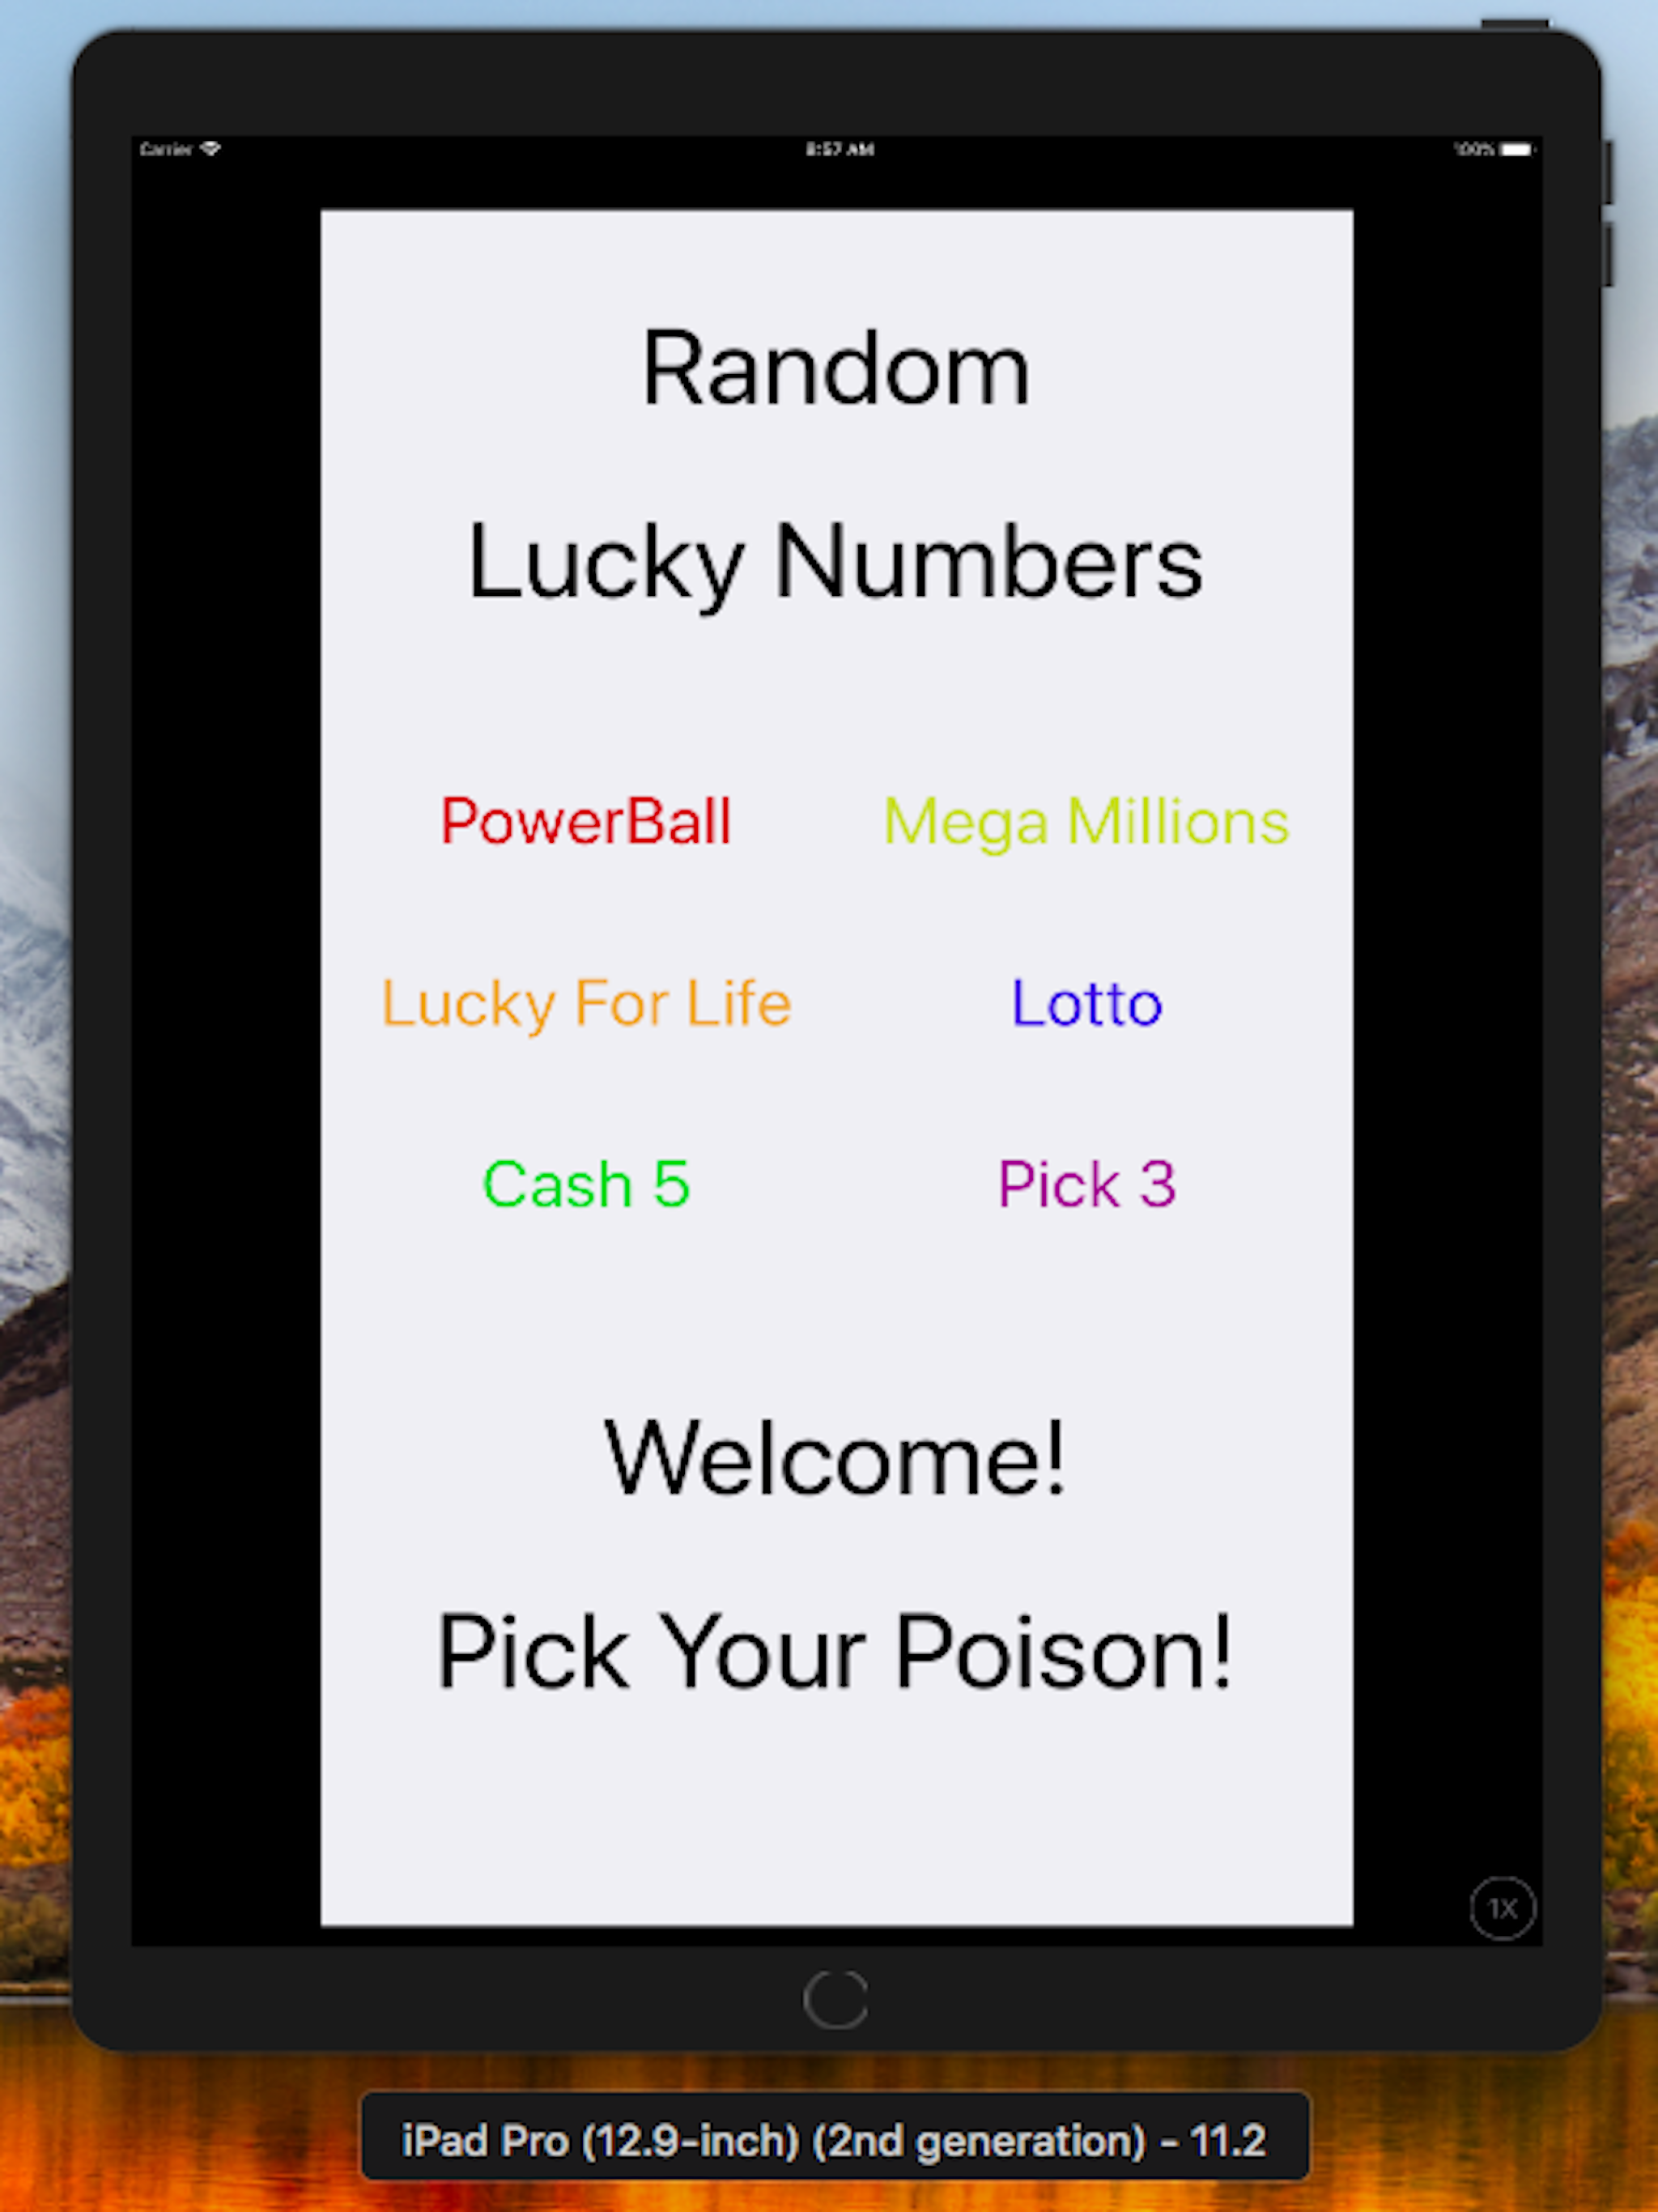 Carrier
8:57 AM
100%
Random
Lucky Numbers
PowerBall
Mega Millions
Lucky For Life
Lotto
Cash 5
Pick 3
Welcome!
Pick Your Poison!
1X
iPad Pro (12.9-inch) (2nd generation) - 11.2